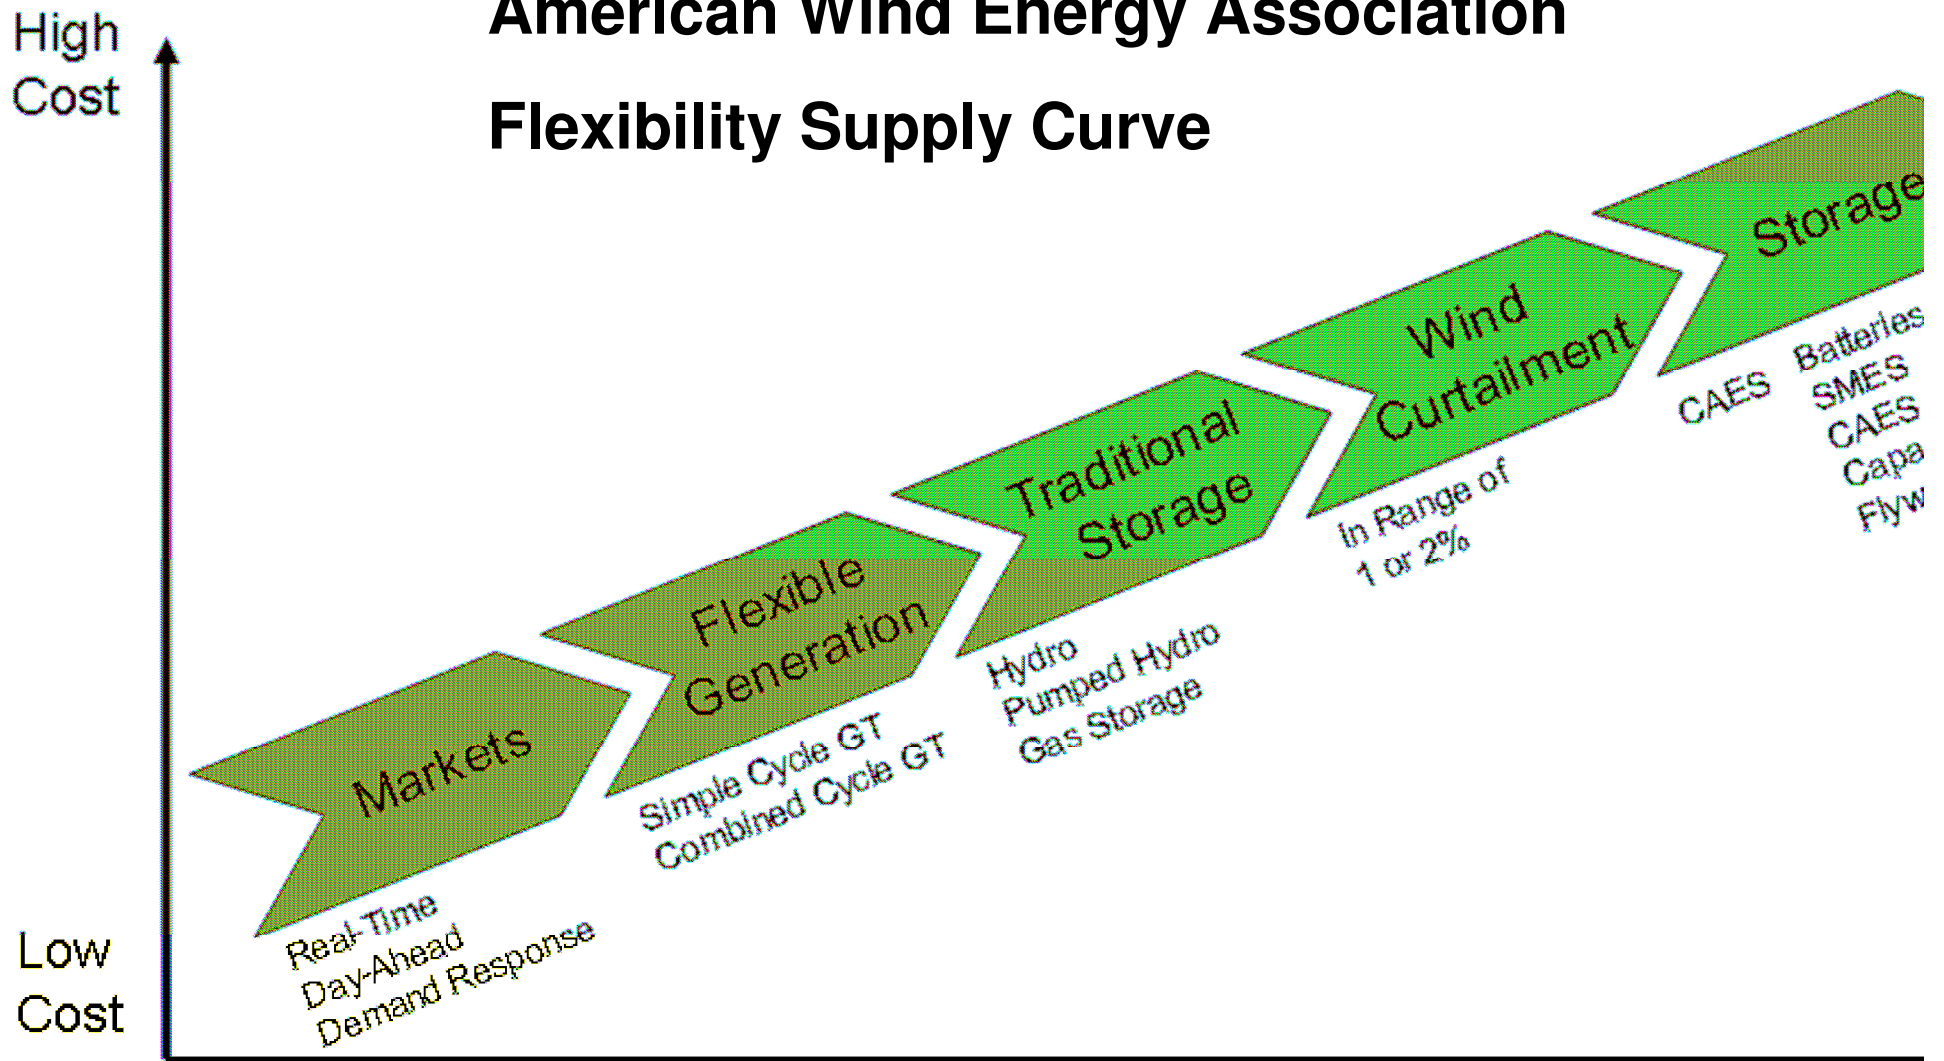 American Wind Energy Association
Flexibility Supply Curve
High
Cost
Low
Cost
Markets
Real-Time
Day-Ahead
Demand Response
Flexible
Generation
Simple Cycle GT
Combined Cycle GT
Traditional
Storage
Hydro
Pumped Hydro
Gas Storage
Wind
Curtailment
In Range of
1 or 2%
Storage
CAES
Batteries
SMES
CAES
Capa
Flyw